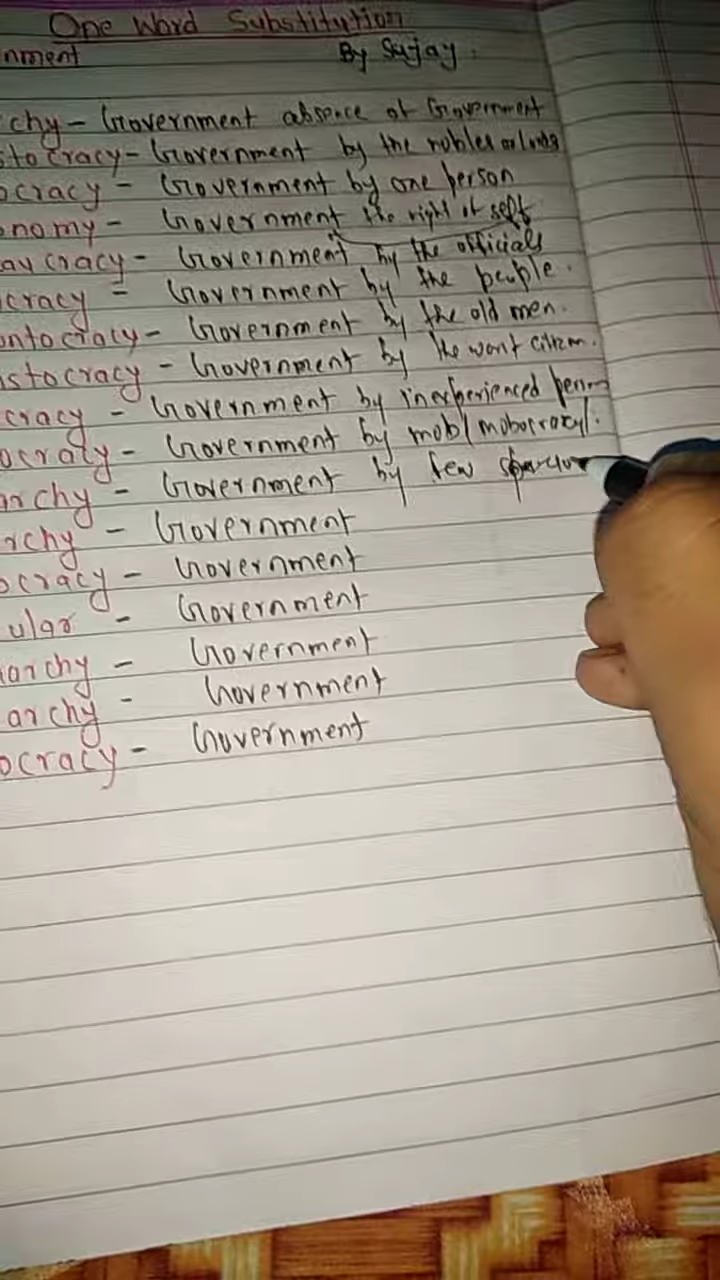 One Word Substitution
nment By Sujay.
chy - Government absence of Government
stocracy - Government by the nobles or lords
ocracy - Government by one person
onomy - Government the right of self
aucracy - Government by the officials
cracy - Government by the people.
ontocracy - Government by the old men.
istocracy - Government by the worst citizen.
cracy - Government by inexperienced person
ocracy - Government by mob/mobocracy/.
archy - Government by few
rchy - Government
ocracy - Government
ular - Government
archy - Government
archy - Government
ocracy - Government